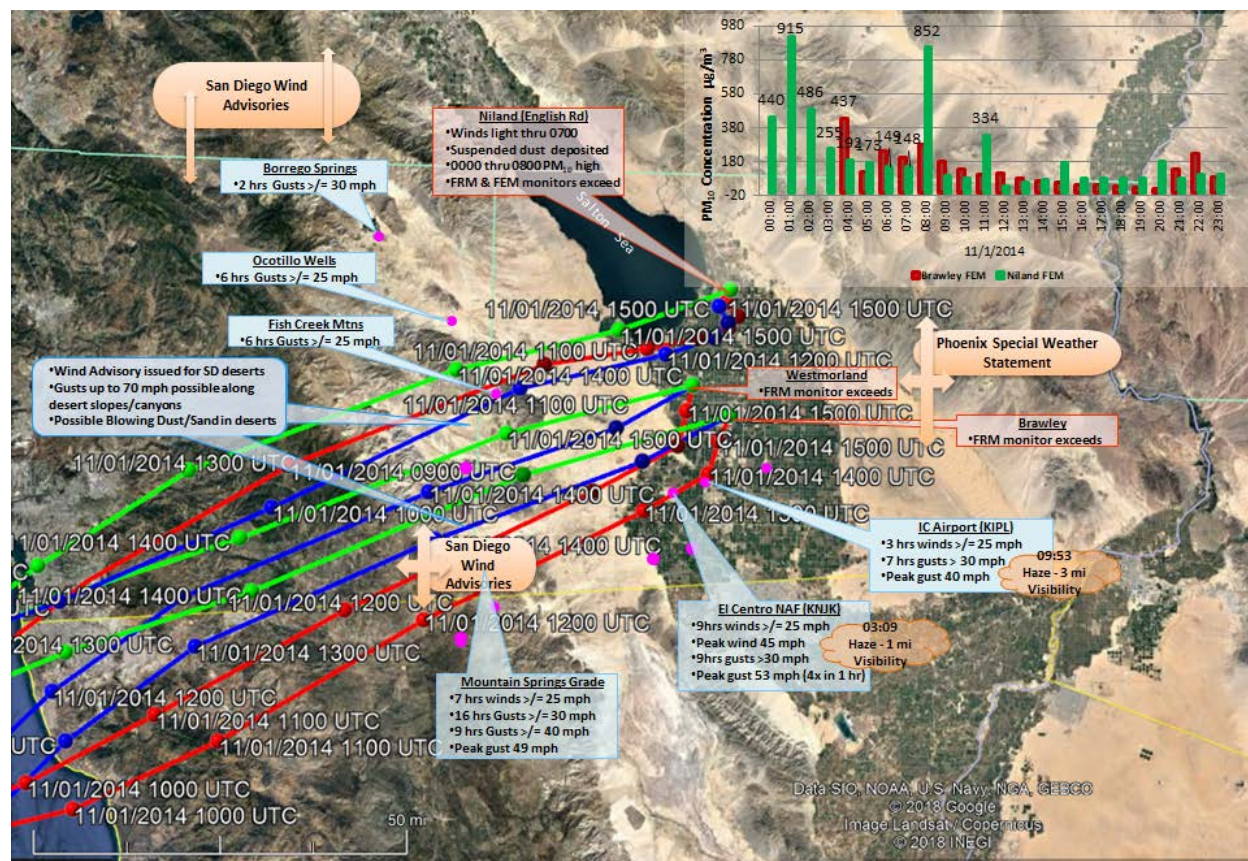 San Diego Wind
Advisories
Borrego Springs
•2 hrs Gusts >/= 30 mph
Ocotillo Wells
•6 hrs Gusts >/= 25 mph
Fish Creek Mtns
•6 hrs Gusts >/= 25 mph
•Wind Advisory issued for SD deserts
•Gusts up to 70 mph possible along
desert slopes/canyons
•Possible Blowing Dust/Sand in deserts
Niland (English Rd)
•Winds light thru 0700
•Suspended dust deposited
•0000 thru 0800 PM10 high
•FRM & FEM monitors exceed
Salton Sea
PM10 Concentration µg/m³
980
780
580
380
180
-20
440
915
486
255
437
192
173
149
148
852
334
00:00
01:00
02:00
03:00
04:00
05:00
06:00
07:00
08:00
09:00
10:00
11:00
12:00
13:00
14:00
15:00
16:00
17:00
18:00
19:00
20:00
21:00
22:00
23:00
11/1/2014
Brawley FEM
Niland FEM
Phoenix Special Weather
Statement
Westmorland
•FRM monitor exceeds
Brawley
•FRM monitor exceeds
11/01/2014 1500 UTC
11/01/2014 1500 UTC
11/01/2014 1500 UTC
11/01/2014 1100 UTC
11/01/2014 1200 UTC
11/01/2014 1400 UTC
11/01/2014 1100 UTC
11/01/2014 1500 UTC
11/01/2014 1500 UTC
11/01/2014 1500 UTC
11/01/2014 1300 UTC
11/01/2014 0900 UTC
11/01/2014 1400 UTC
11/01/2014 1400 UTC
11/01/2014 1000 UTC
1/01/2014 1400 UTC
1400 UTC
11/01/2014 1400 UTC
11/01/2014 1200 UTC
11/01/2014 1200 UTC
2014 1300 UTC
11/01/2014 1300 UTC
11/01/2014 1200 UTC
11/01/2014 1100 UTC
11/01/2014 1100 UTC
UTC
11/01/2014 1000 UTC
11/01/2014 1000 UTC
San Diego
Wind
Advisories
IC Airport (KIPL)
•3 hrs winds >/= 25 mph
•7 hrs gusts > 30 mph
•Peak gust 40 mph
09:53
Haze - 3 mi
Visibility
El Centro NAF (KNJK)
•9hrs winds >/= 25 mph
•Peak wind 45 mph
•9hrs gusts >30 mph
•Peak gust 53 mph (4x in 1 hr)
03:09
Haze - 1 mi
Visibility
Mountain Springs Grade
•7 hrs winds >/= 25 mph
•16 hrs Gusts >/= 30 mph
•9 hrs Gusts >/= 40 mph
•Peak gust 49 mph
50 mi
Data SIO, NOAA, U.S. Navy, NGA, GEBCO
© 2018 Google
Image Landsat / Copernicus
© 2018 INEGI